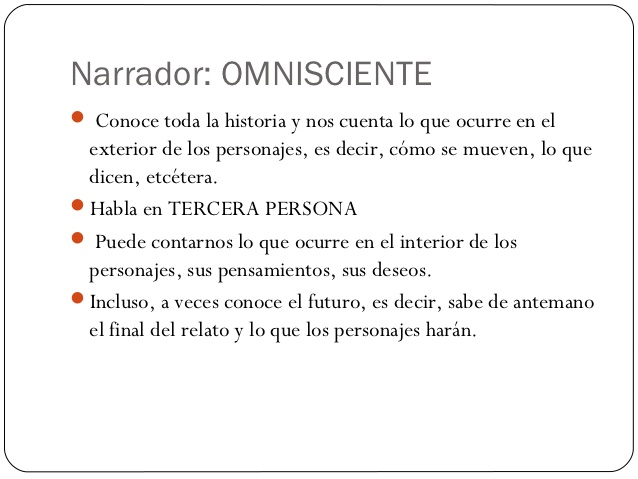 Narrador: OMNISCIENTE
Conoce toda la historia y nos cuenta lo que ocurre en el
exterior de los personajes, es decir, cómo se mueven, lo que
dicen, etcétera.
Habla en TERCERA PERSONA
Puede contarnos lo que ocurre en el interior de los
personajes, sus pensamientos, sus deseos.
Incluso, a veces conoce el futuro, es decir, sabe de antemano
el final del relato y lo que los personajes harán.